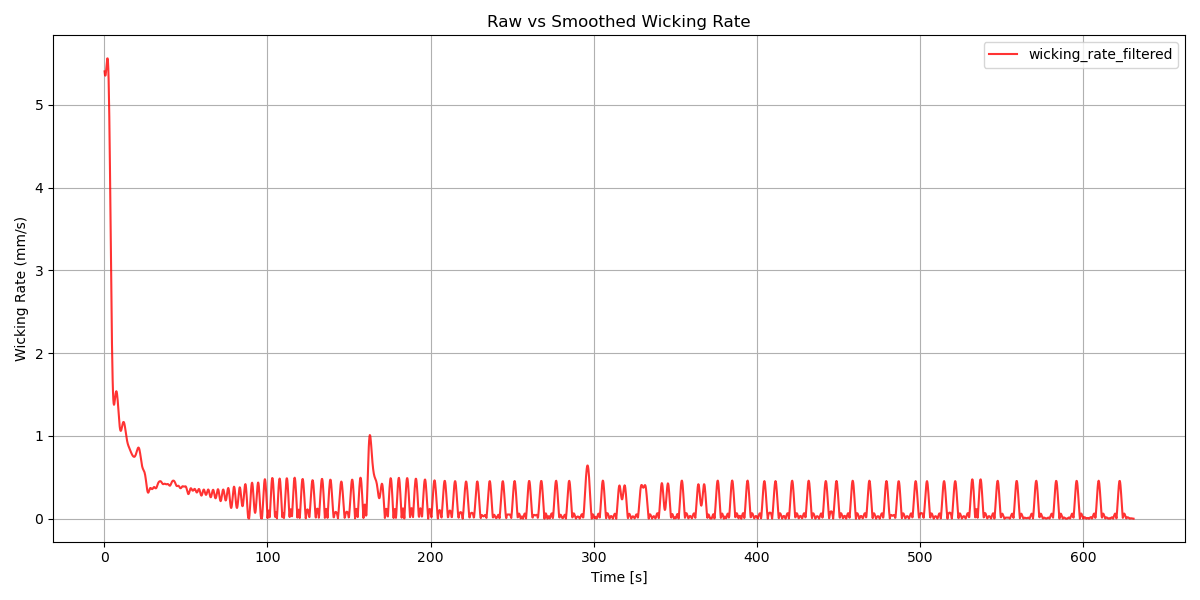 Raw vs Smoothed Wicking Rate
wicking_rate_filtered
Wicking Rate (mm/s)
5
4
3
2
1
0
0 100 200 300 400 500 600
Time [s]